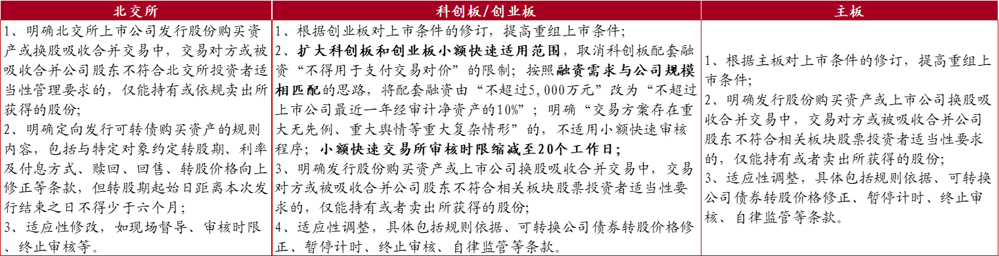 北交所
科创板/创业板
主板
1、明确北交所上市公司发行股份购买资
产或换股吸收合并交易中，交易对方或被
吸收合并公司股东不符合北交所投资者适
当性管理要求的，仅能持有或依规卖出所
获得的股份；
2、明确定向发行可转债购买资产的规则
内容，包括与特定对象约定转股期、利率
及付息方式、赎回、回售、转股价格向上
修正等条款，但转股期起始日距离本次发
行结束之日不得少于六个月；
3、适应性修改，如现场督导、审核时限
、终止审核等。
1、根据创业板对上市条件的修订，提高重组上市条件；
2、扩大科创板和创业板小额快速适用范围，取消科创板配套融
资“不得用于支付交易对价”的限制；按照融资需求与公司规模
相匹配的思路，将配套融资由“不超过5,000万元”改为“不超过
上市公司最近一年经审计净资产的10%”；明确“交易方案存在重
大无先例、重大舆情等重大复杂情形”的，不适用小额快速审核
程序；小额快速交易所审核时限缩减至20个工作日；
3、明确发行股份购买资产或上市公司换股吸收合并交易中，交易
对方或被吸收合并公司股东不符合相关板块股票投资者适当性要
求的，仅能持有或者卖出所获得的股份；
4、适应性调整，具体包括规则依据、可转换公司债券转股价格修
正、暂停计时、终止审核、自律监管等条款。
1、根据主板对上市条件的修订，提高重组上
市条件；
2、明确发行股份购买资产或上市公司换股吸
收合并交易中，交易对方或被吸收合并公司
股东不符合相关板块股票投资者适当性要求
的，仅能持有或者卖出所获得的股份；
3、适应性调整，具体包括规则依据、可转换
公司债券转股价格修正、暂停计时、终止审
核、自律监管等条款。